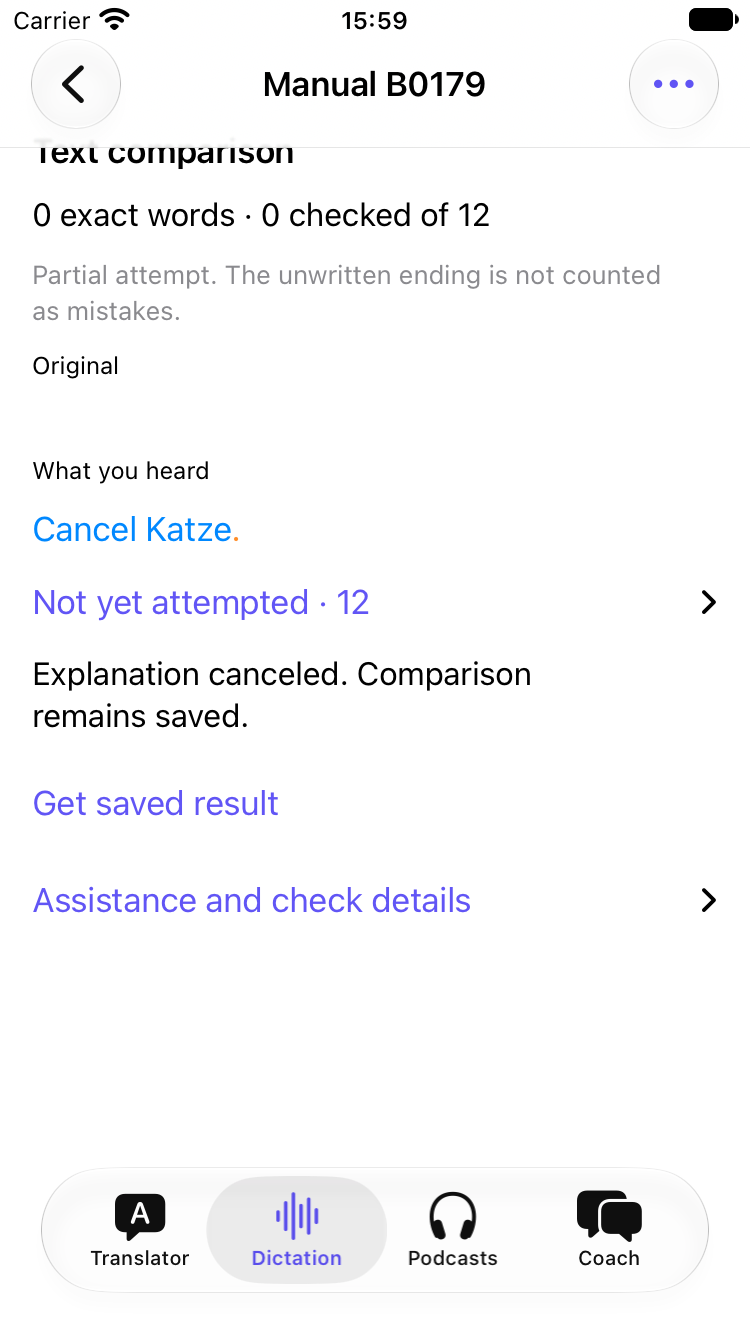 Carrier
15:59
Manual B0179
Text comparison
0 exact words · 0 checked of 12
Partial attempt. The unwritten ending is not counted
as mistakes.
Original
What you heard
Cancel Katze.
Not yet attempted · 12
Explanation canceled. Comparison
remains saved.
Get saved result
Assistance and check details
A
Translator
Dictation
Podcasts
Coach